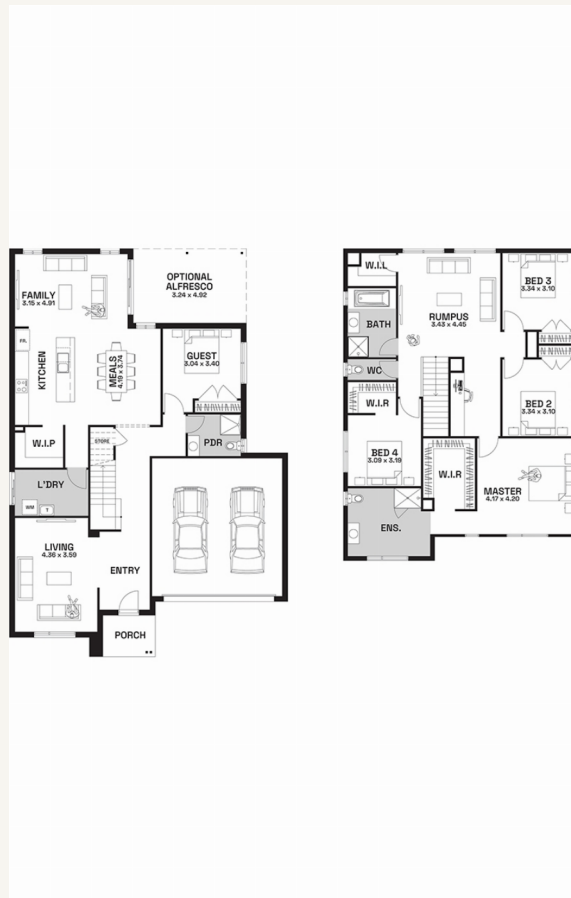 FAMILY
3.15 x 4.91
OPTIONAL
ALFRESCO
3.24 x 4.92
FR.
KITCHEN
MEALS
4.19 x 3.74
GUEST
3.04 x 3.40
W.I.P
STORE
PDR
L'DRY
WM
T
LIVING
4.36 x 3.59
ENTRY
PORCH
W.I.L
RUMPUS
3.43 x 4.45
BED 3
3.34 x 3.10
BATH
WC
W.I.R
BED 2
3.34 x 3.10
BED 4
3.09 x 3.19
W.I.R
MASTER
4.17 x 4.20
ENS.